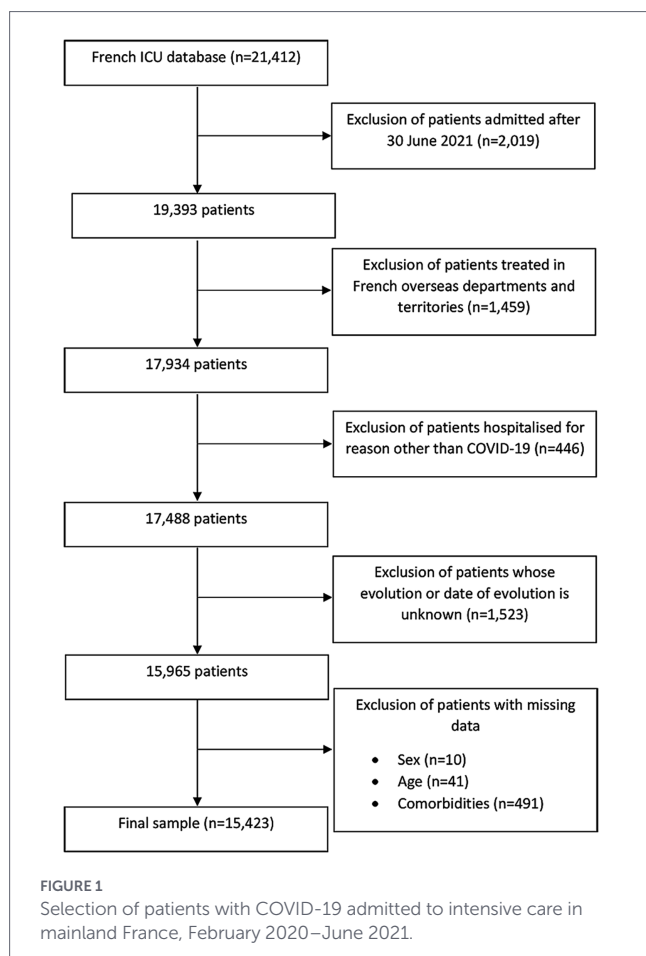 French ICU database (n=21,412)
Exclusion of patients admitted after
30 June 2021 (n=2,019)
19,393 patients
Exclusion of patients treated in
French overseas departments and
territories (n=1,459)
17,934 patients
Exclusion of patients hospitalised for
reason other than COVID-19 (n=446)
17,488 patients
Exclusion of patients whose
evolution or date of evolution is
unknown (n=1,523)
15,965 patients
Exclusion of patients with missing
data
• Sex (n=10)
• Age (n=41)
• Comorbidities (n=491)
Final sample (n=15,423)
FIGURE 1
Selection of patients with COVID-19 admitted to intensive care in
mainland France, February 2020–June 2021.